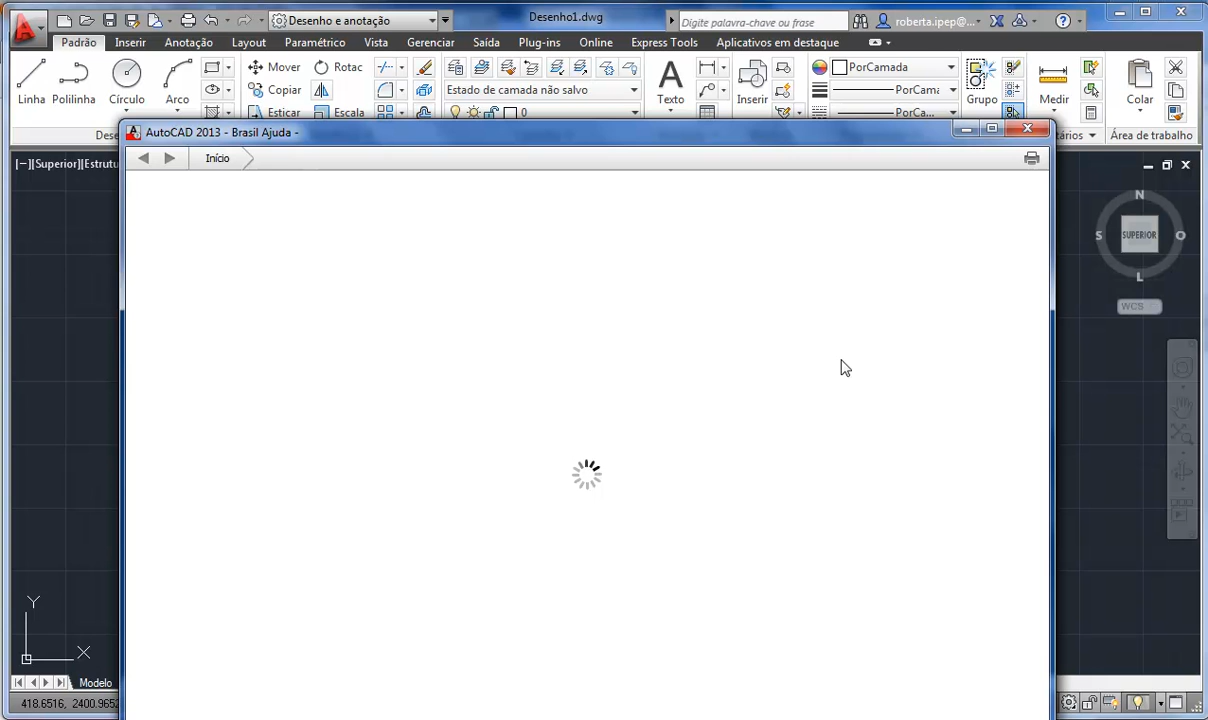 Desenho e anotação
Desenho1.dwg
Digite palavra-chave ou frase
roberta.ipep@...
Padrão Inserir Anotação Layout Paramétrico Vista Gerenciar Saída Plug-ins Online Express Tools Aplicativos em destaque
Linha Polilinha Círculo Arco
Mover Rotac
Copiar
Esticar Escala
Estado de camada não salvo
0
Texto
Inserir
PorCamada
PorCama
PorCa...
Grupo
Medir
Colar
Área de trabalho
AutoCAD 2013 - Brasil Ajuda -
Início
[−][Superior][Estrutu
N
S SUPERIOR O
L
WCS
Y
X
Modelo
418.6516, 2400.9652